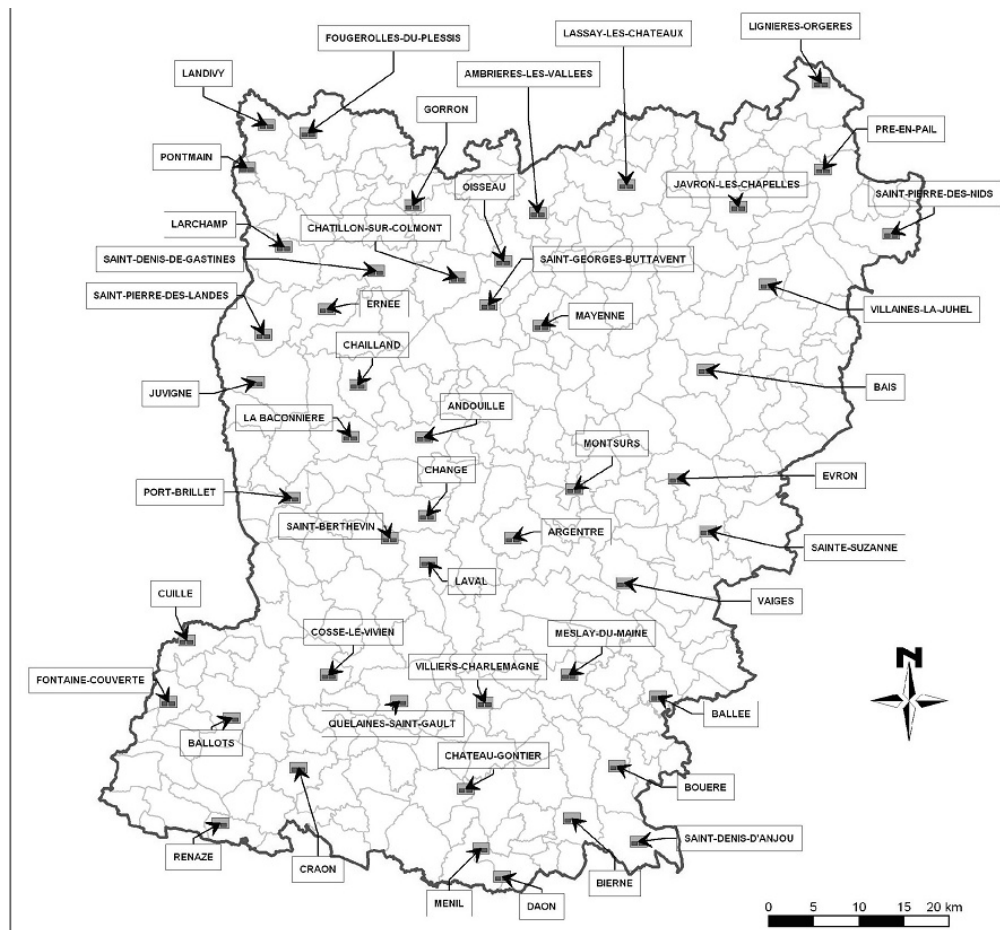 LIGNIERES-ORGERES
LASSAY-LES-CHATEAUX
FOUGEROLLES-DU-PLESSIS
LANDIVY
AMBRIERES-LES-VALLEES
GORRON
PRE-EN-PAIL
PONTMAIN
OISSEAU
JAVRON-LES-CHAPELLES
SAINT-PIERRE-DES-NIDS
LARCHAMP
CHATILLON-SUR-COLMONT
SAINT-DENIS-DE-GASTINES
SAINT-GEORGES-BUTTAVENT
SAINT-PIERRE-DES-LANDES
ERNEE
MAYENNE
VILLAINES-LA-JUHEL
CHAILLAND
JUVIGNE
BAIS
LA BACONNIERE
ANDOUILLE
MONTSURS
CHANGE
EVRON
PORT-BRILLET
SAINT-BERTHEVIN
ARGENTRE
SAINTE-SUZANNE
LAVAL
CUILLE
VAIGES
COSSE-LE-VIVIEN
MESLAY-DU-MAINE
N
VILLIERS-CHARLEMAGNE
FONTAINE-COUVERTE
BALLEE
QUELAINES-SAINT-GAULT
BALLOTS
CHATEAU-GONTIER
BOUERE
SAINT-DENIS-D'ANJOU
RENAZE
CRAON
BIERNE
MENIL
DAON
0 5 10 15 20 km